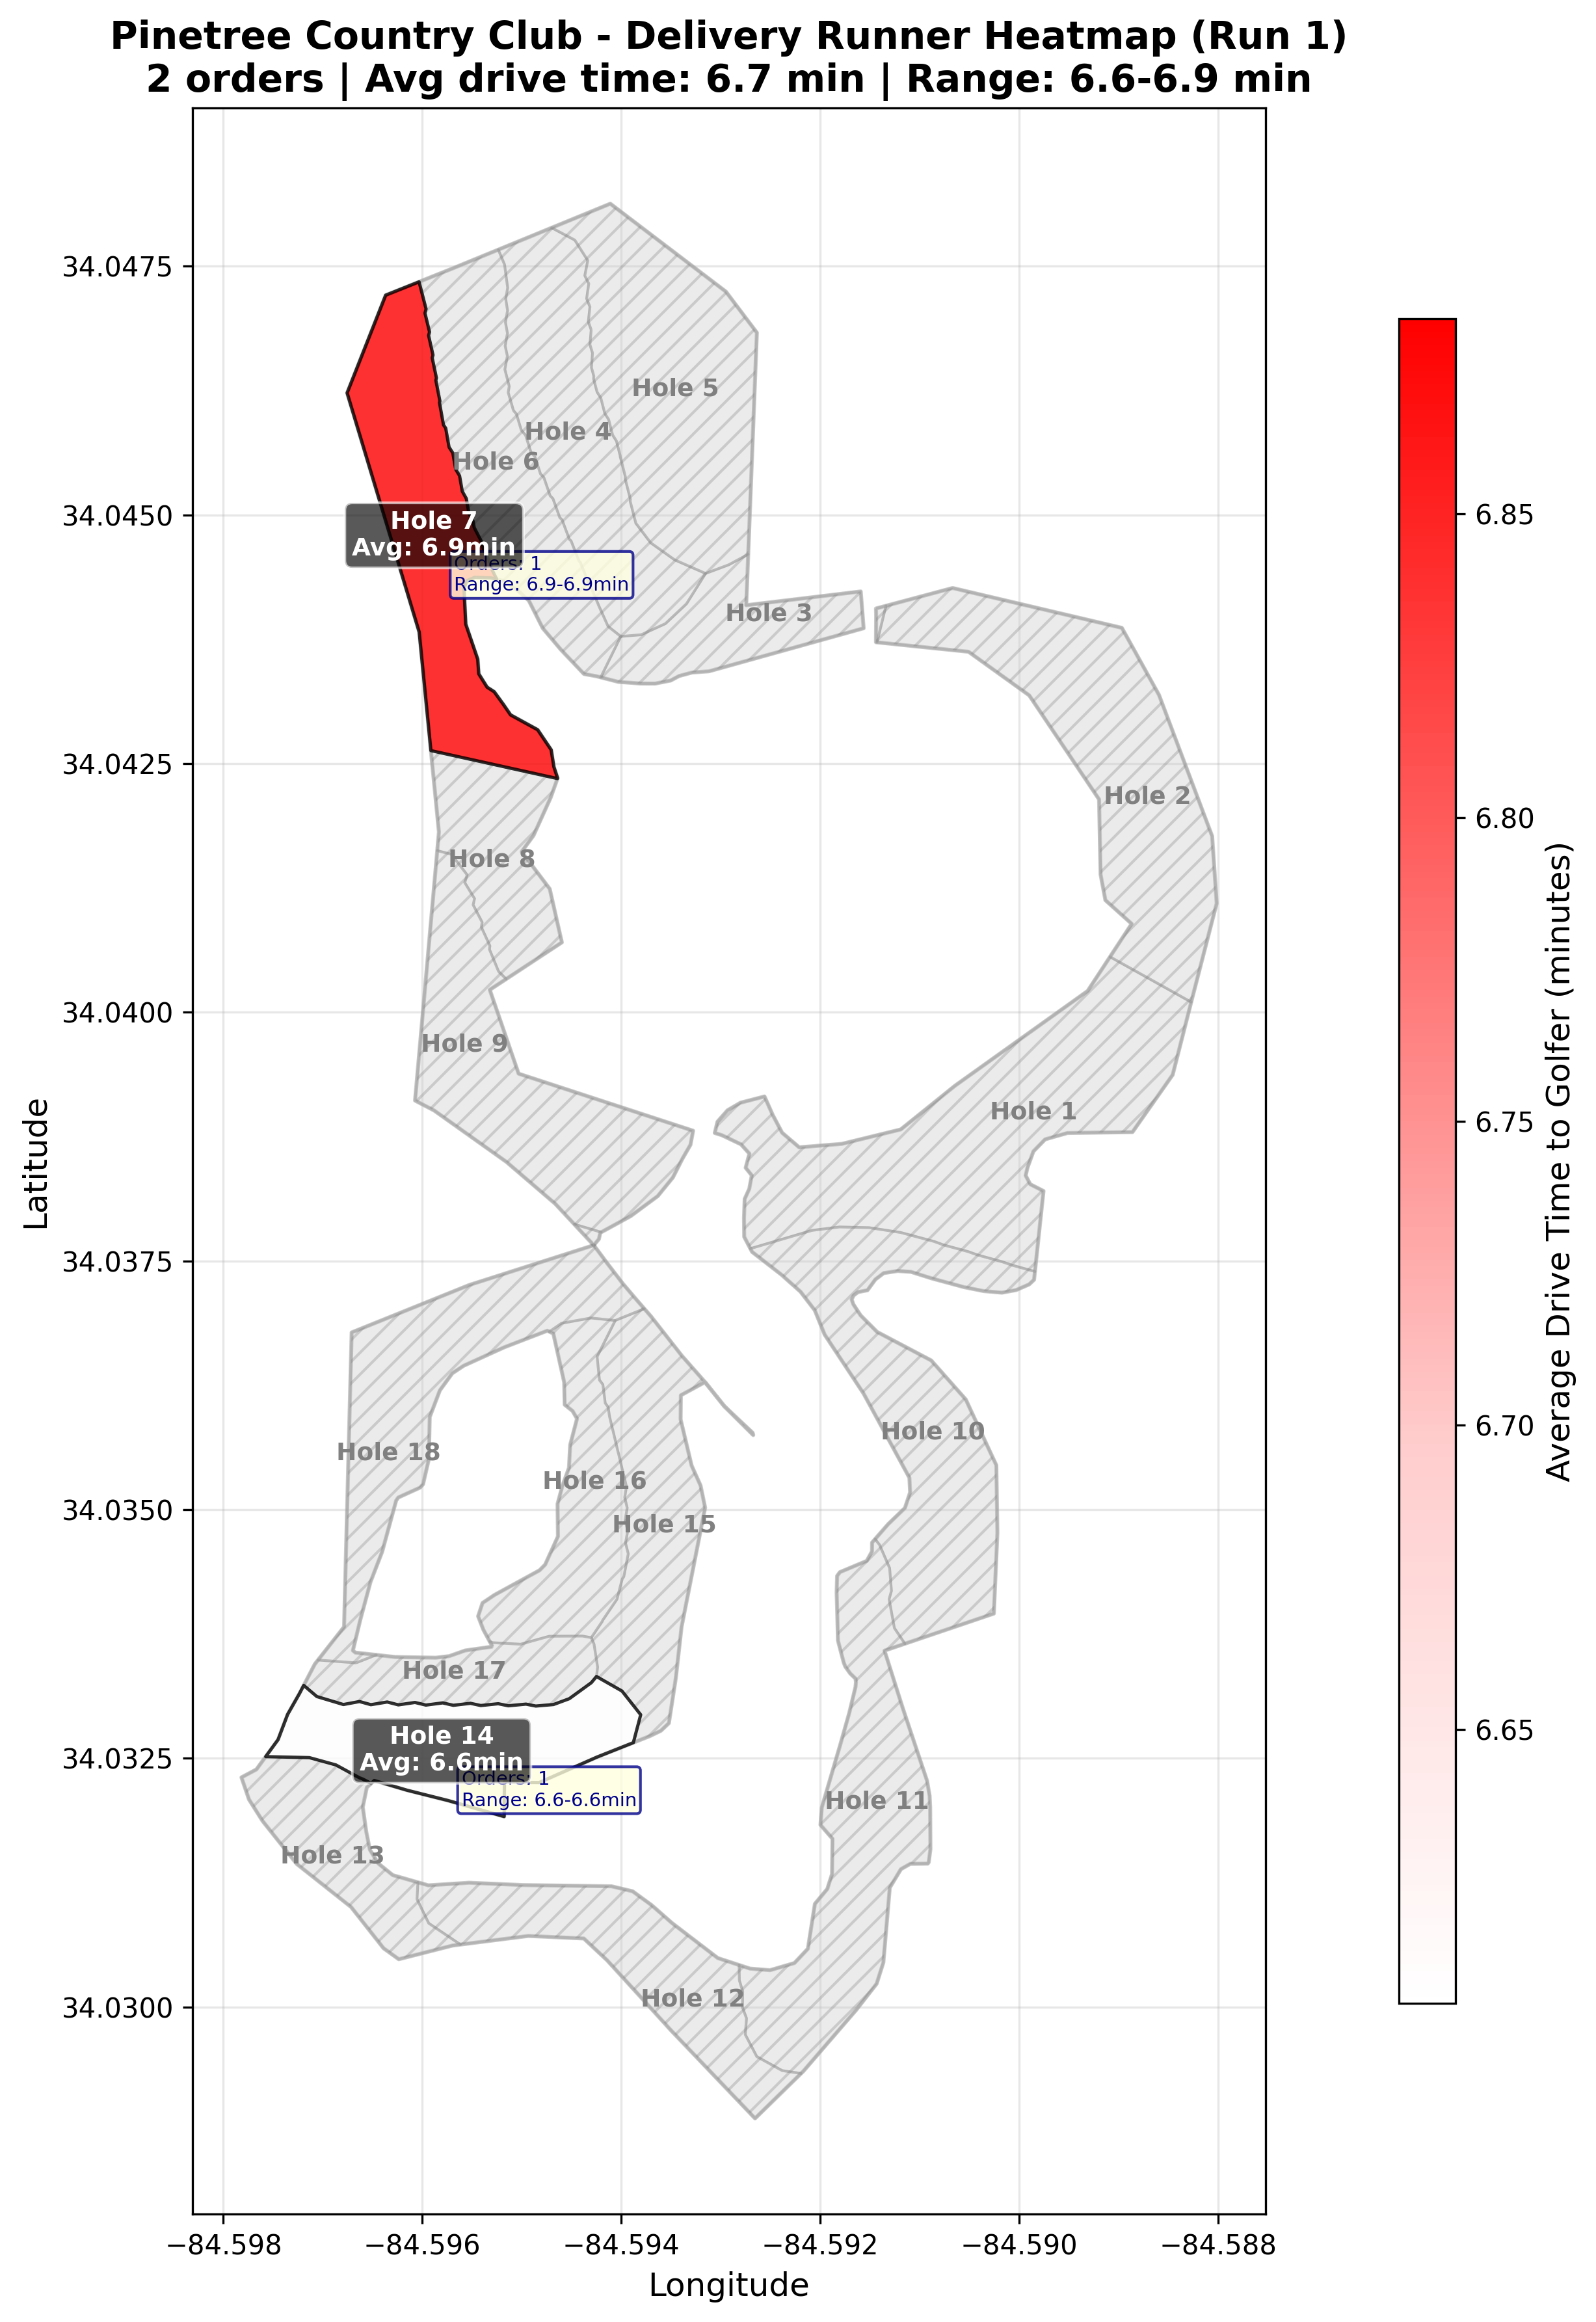 Pinetree Country Club - Delivery Runner Heatmap (Run 1)
2 orders | Avg drive time: 6.7 min | Range: 6.6-6.9 min
34.0475
34.0450
34.0425
34.0400
34.0375
34.0350
34.0325
34.0300
Latitude
−84.598
−84.596
−84.594
−84.592
−84.590
−84.588
Longitude
Hole 5
Hole 4
Hole 6
Hole 7
Avg: 6.9min
Orders: 1
Range: 6.9-6.9min
Hole 3
Hole 2
Hole 8
Hole 9
Hole 1
Hole 10
Hole 18
Hole 16
Hole 15
Hole 17
Hole 14
Avg: 6.6min
Orders: 1
Range: 6.6-6.6min
Hole 11
Hole 13
Hole 12
6.85
6.80
6.75
6.70
6.65
Average Drive Time to Golfer (minutes)